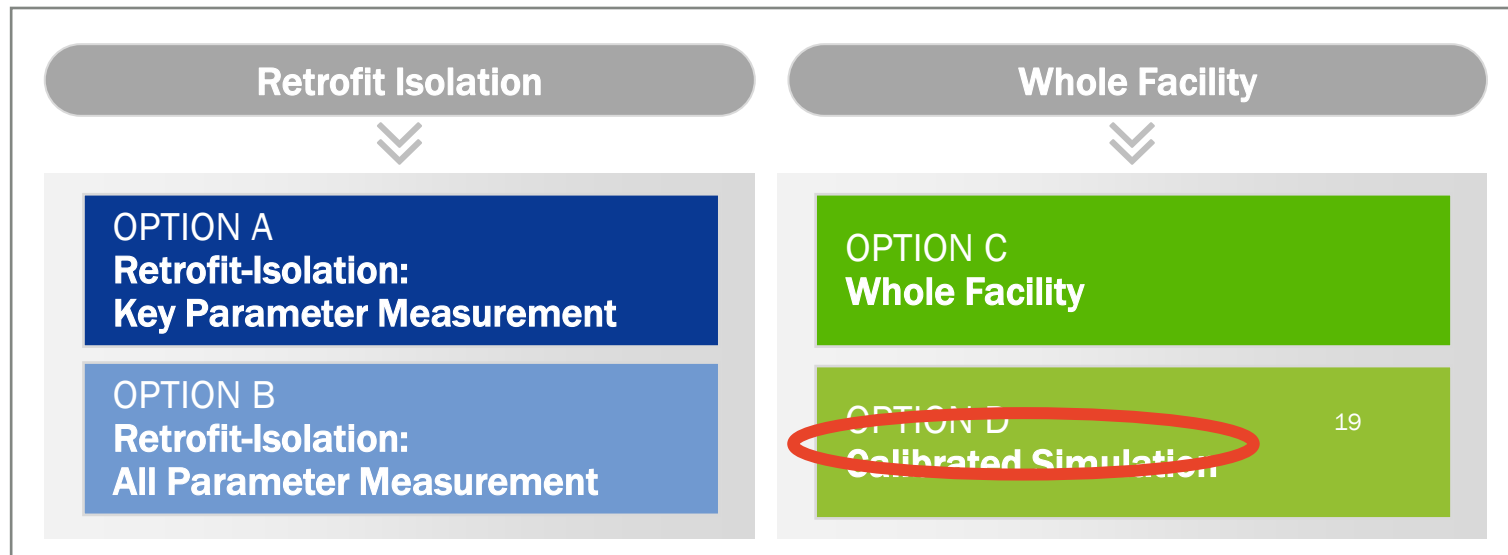 Retrofit Isolation
Whole Facility
OPTION A
Retrofit-Isolation:
Key Parameter Measurement
OPTION B
Retrofit-Isolation:
All Parameter Measurement
OPTION C
Whole Facility
OPTION D
Calibrated Simulation
19